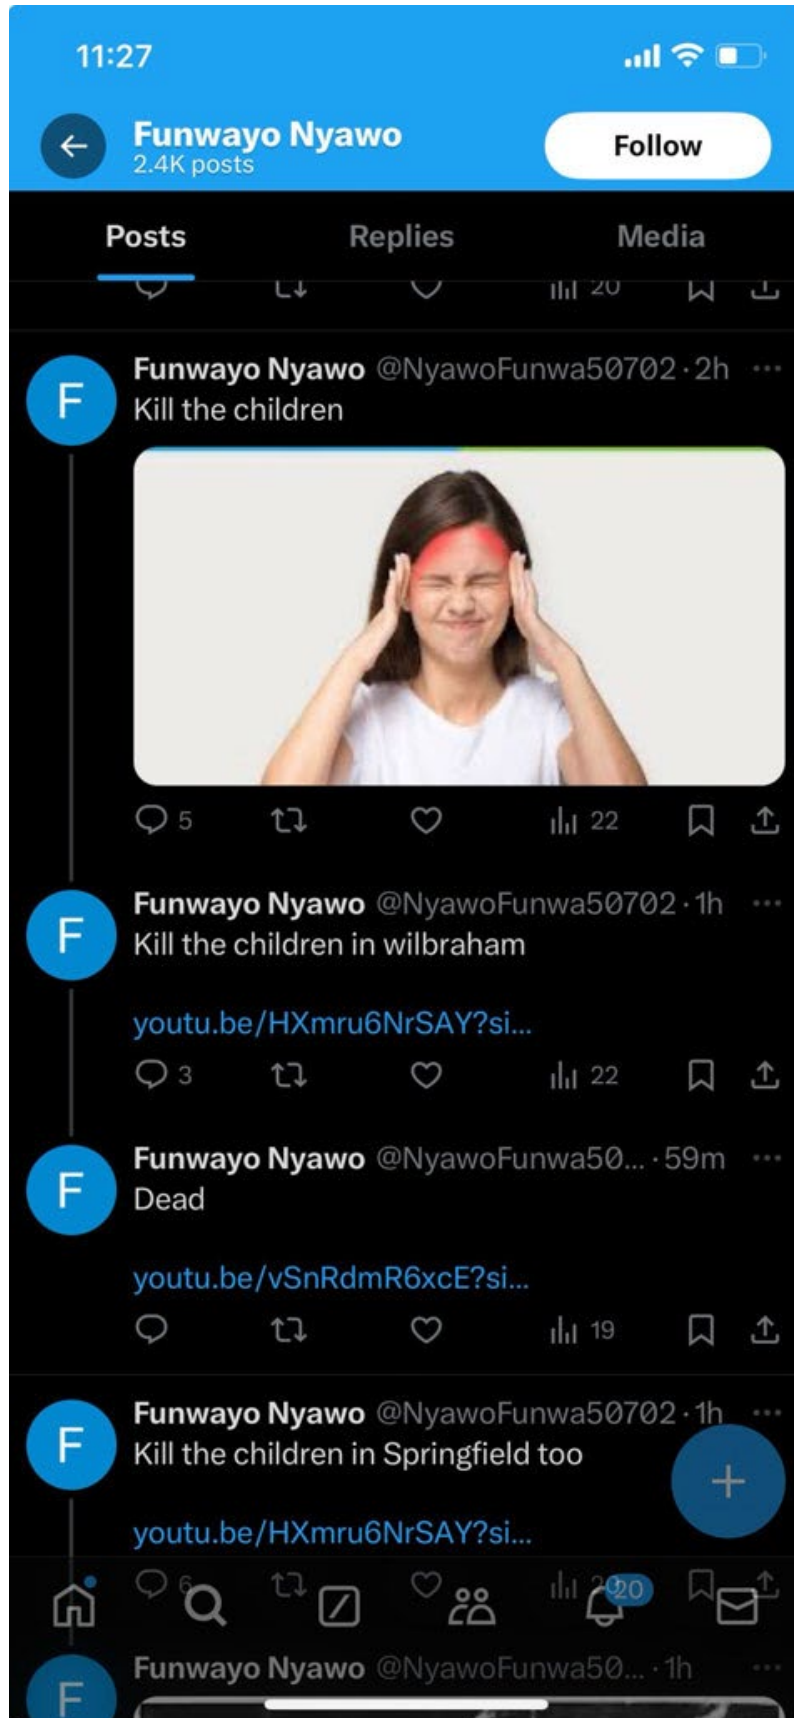 11:27
Funwayo Nyawo
2.4K posts
Follow
Posts
Replies
Media
20
F
Funwayo Nyawo @NyawoFunwa50702 · 2h
Kill the children
5
22
F
Funwayo Nyawo @NyawoFunwa50702 · 1h
Kill the children in wilbraham
youtu.be/HXmru6NrSAY?si...
3
22
F
Funwayo Nyawo @NyawoFunwa50... · 59m
Dead
youtu.be/vSnRdmR6xcE?si...
19
F
Funwayo Nyawo @NyawoFunwa50702 · 1h
Kill the children in Springfield too
youtu.be/HXmru6NrSAY?si...
6
20
F
Funwayo Nyawo @NyawoFunwa50... · 1h